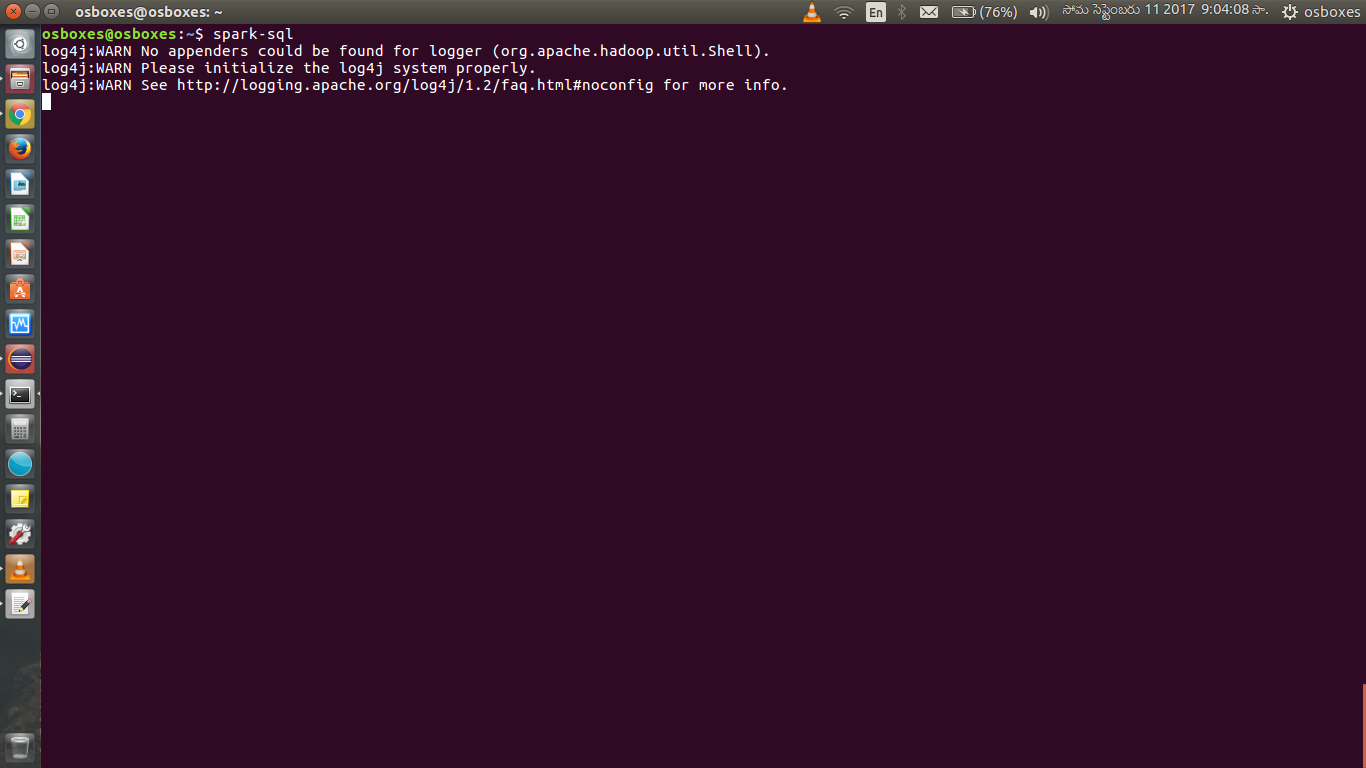 osboxes@osboxes: ~
En
(76%)
సోమ సెప్టెంబరు 11 2017 9:04:08 సా.
osboxes
osboxes@osboxes:~$ spark-sql
log4j:WARN No appenders could be found for logger (org.apache.hadoop.util.Shell).
log4j:WARN Please initialize the log4j system properly.
log4j:WARN See http://logging.apache.org/log4j/1.2/faq.html#noconfig for more info.